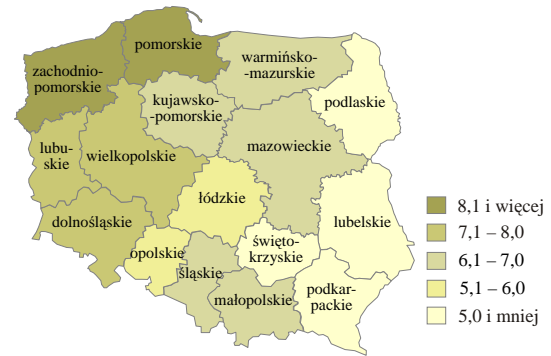 pomorskie
zachodnio-
pomorskie
warmińsko-
-mazurskie
kujawsko-
-pomorskie
podlaskie
lubu-
skie
wielkopolskie
mazowieckie
łódzkie
dolnośląskie
lubelskie
opolskie
śląskie
święto-
krzyskie
małopolskie
podkar-
packie
8,1 i więcej
7,1 – 8,0
6,1 – 7,0
5,1 – 6,0
5,0 i mniej